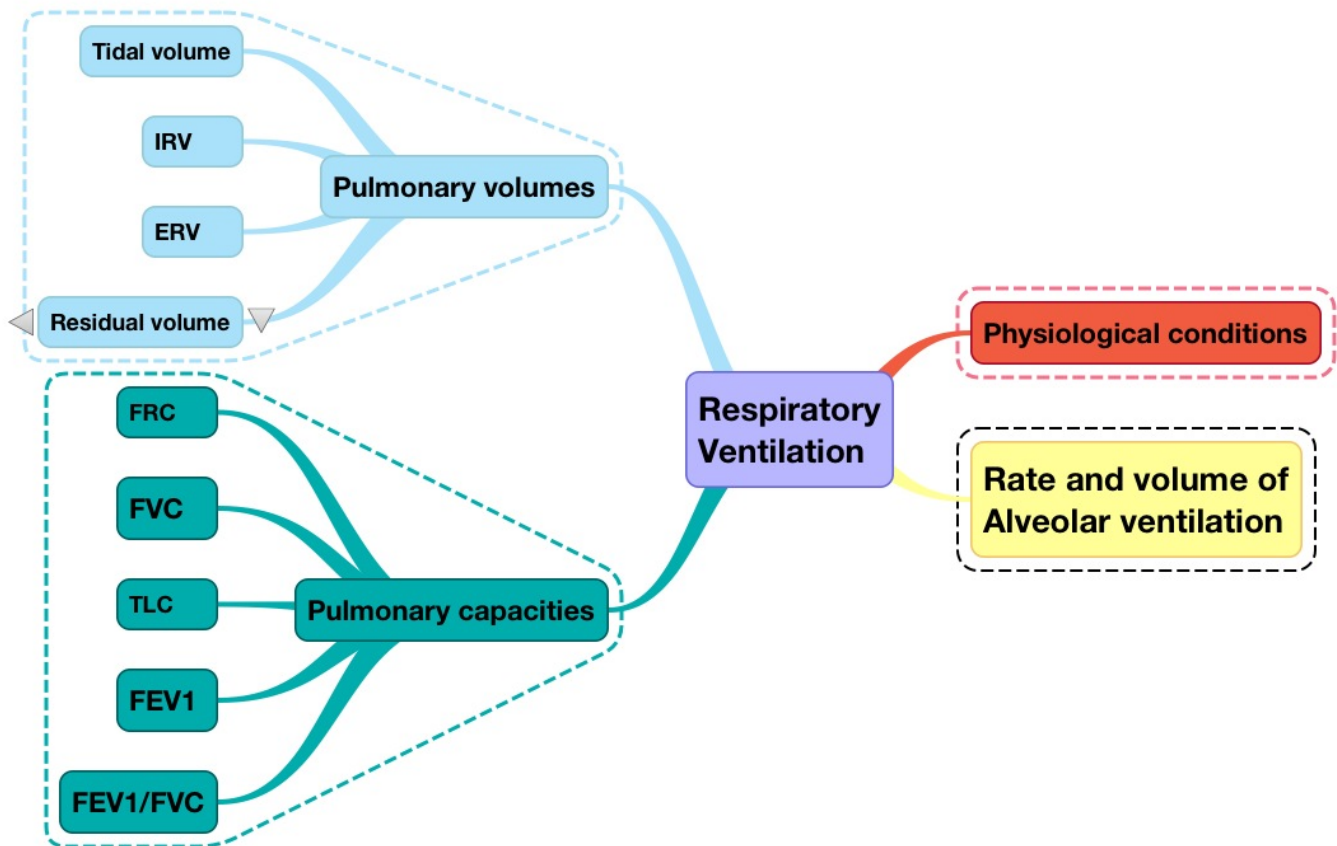 Tidal volume
IRV
ERV
Residual volume
Pulmonary volumes
FRC
FVC
TLC
FEV1
FEV1/FVC
Pulmonary capacities
Respiratory
Ventilation
Physiological conditions
Rate and volume of
Alveolar ventilation